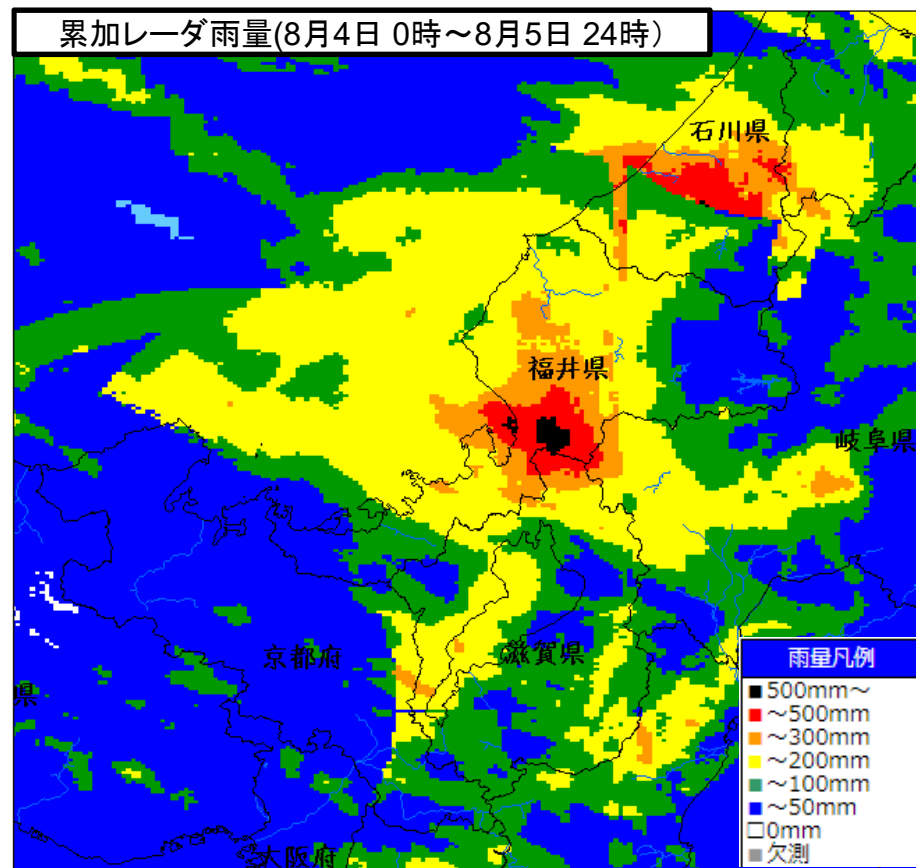 累加レーダ雨量(8月4日 0時～8月5日 24時)
石川県
福井県
岐阜県
京都府
滋賀県
県
大阪府
雨量凡例
■500mm～
■～500mm
■～300mm
■～200mm
■～100mm
■～50mm
□0mm
■欠測